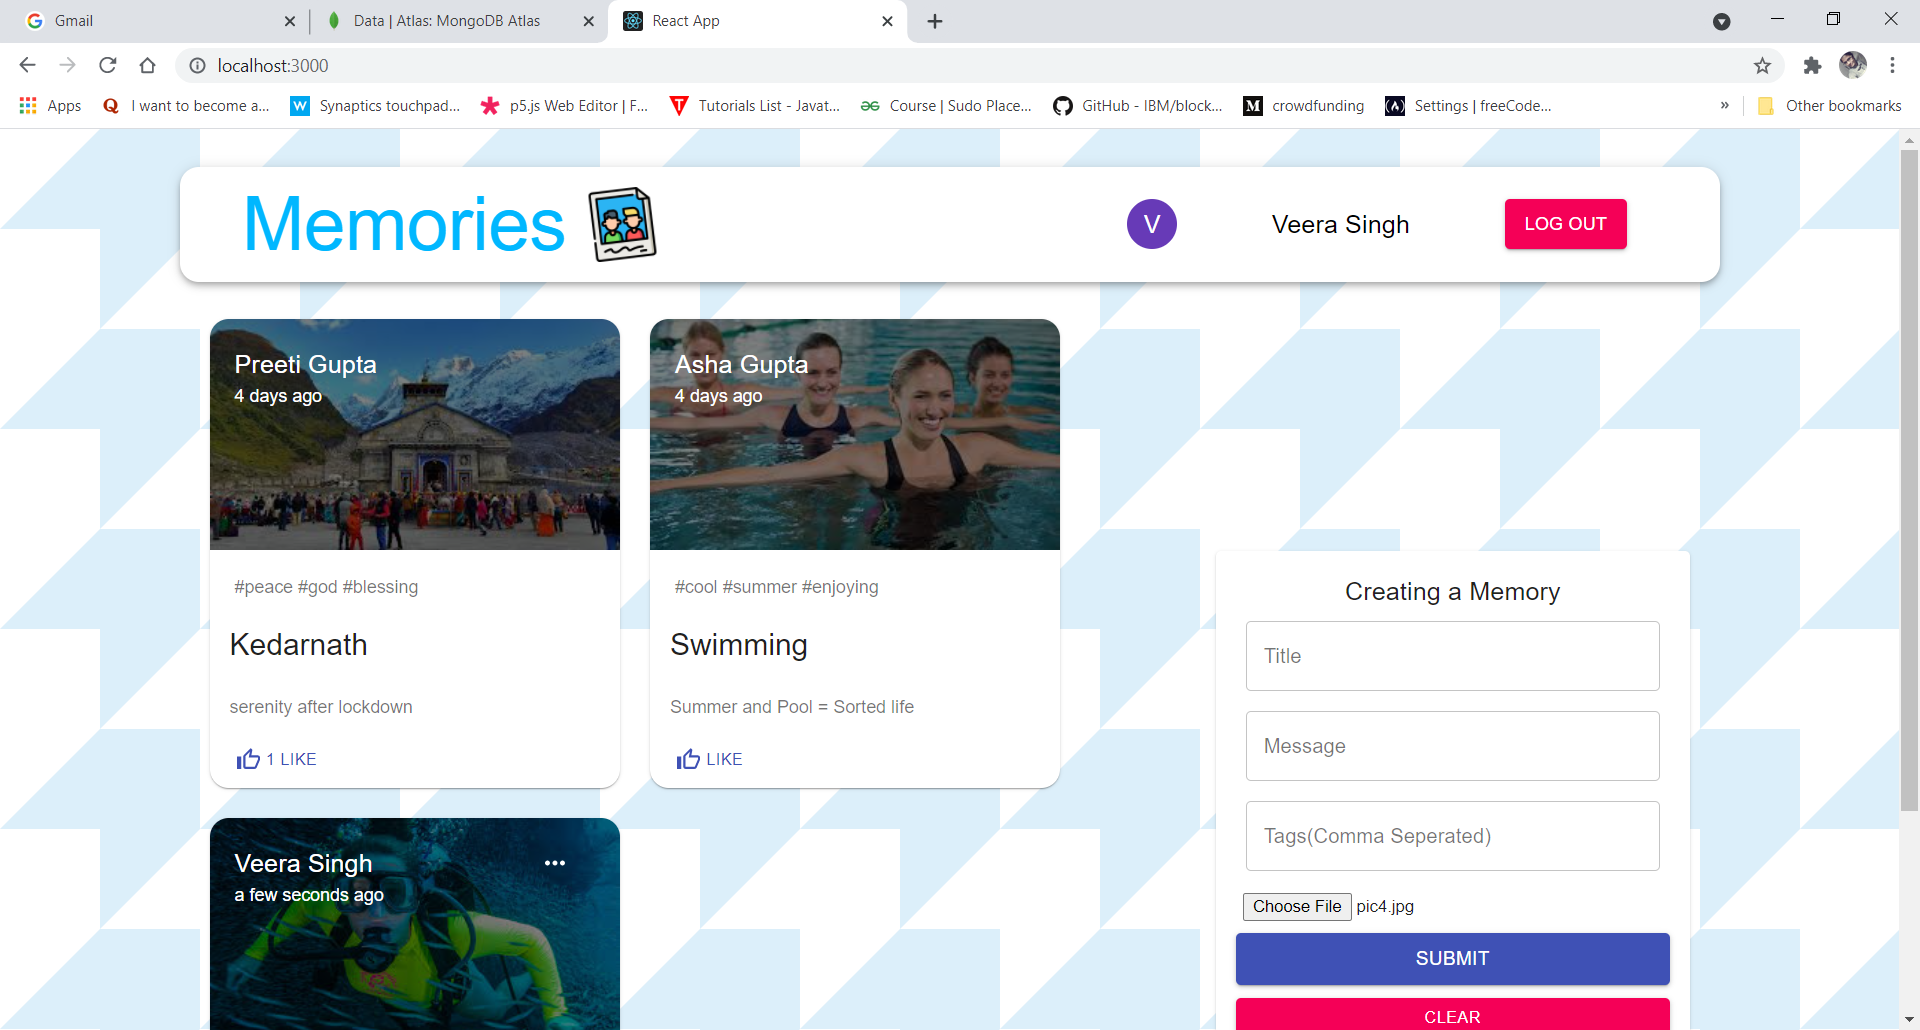 Gmail
Data | Atlas: MongoDB Atlas
React App
localhost:3000
Apps
I want to become a...
Synaptics touchpad...
p5.js Web Editor | F...
Tutorials List - Javat...
Course | Sudo Place...
GitHub - IBM/block...
crowdfunding
Settings | freeCode...
»
Other bookmarks
Memories
V
Veera Singh
LOG OUT
Preeti Gupta
4 days ago
#peace #god #blessing
Kedarnath
serenity after lockdown
1 LIKE
Asha Gupta
4 days ago
#cool #summer #enjoying
Swimming
Summer and Pool = Sorted life
LIKE
Veera Singh
a few seconds ago
Creating a Memory
Title
Message
Tags(Comma Seperated)
Choose File pic4.jpg
SUBMIT
CLEAR